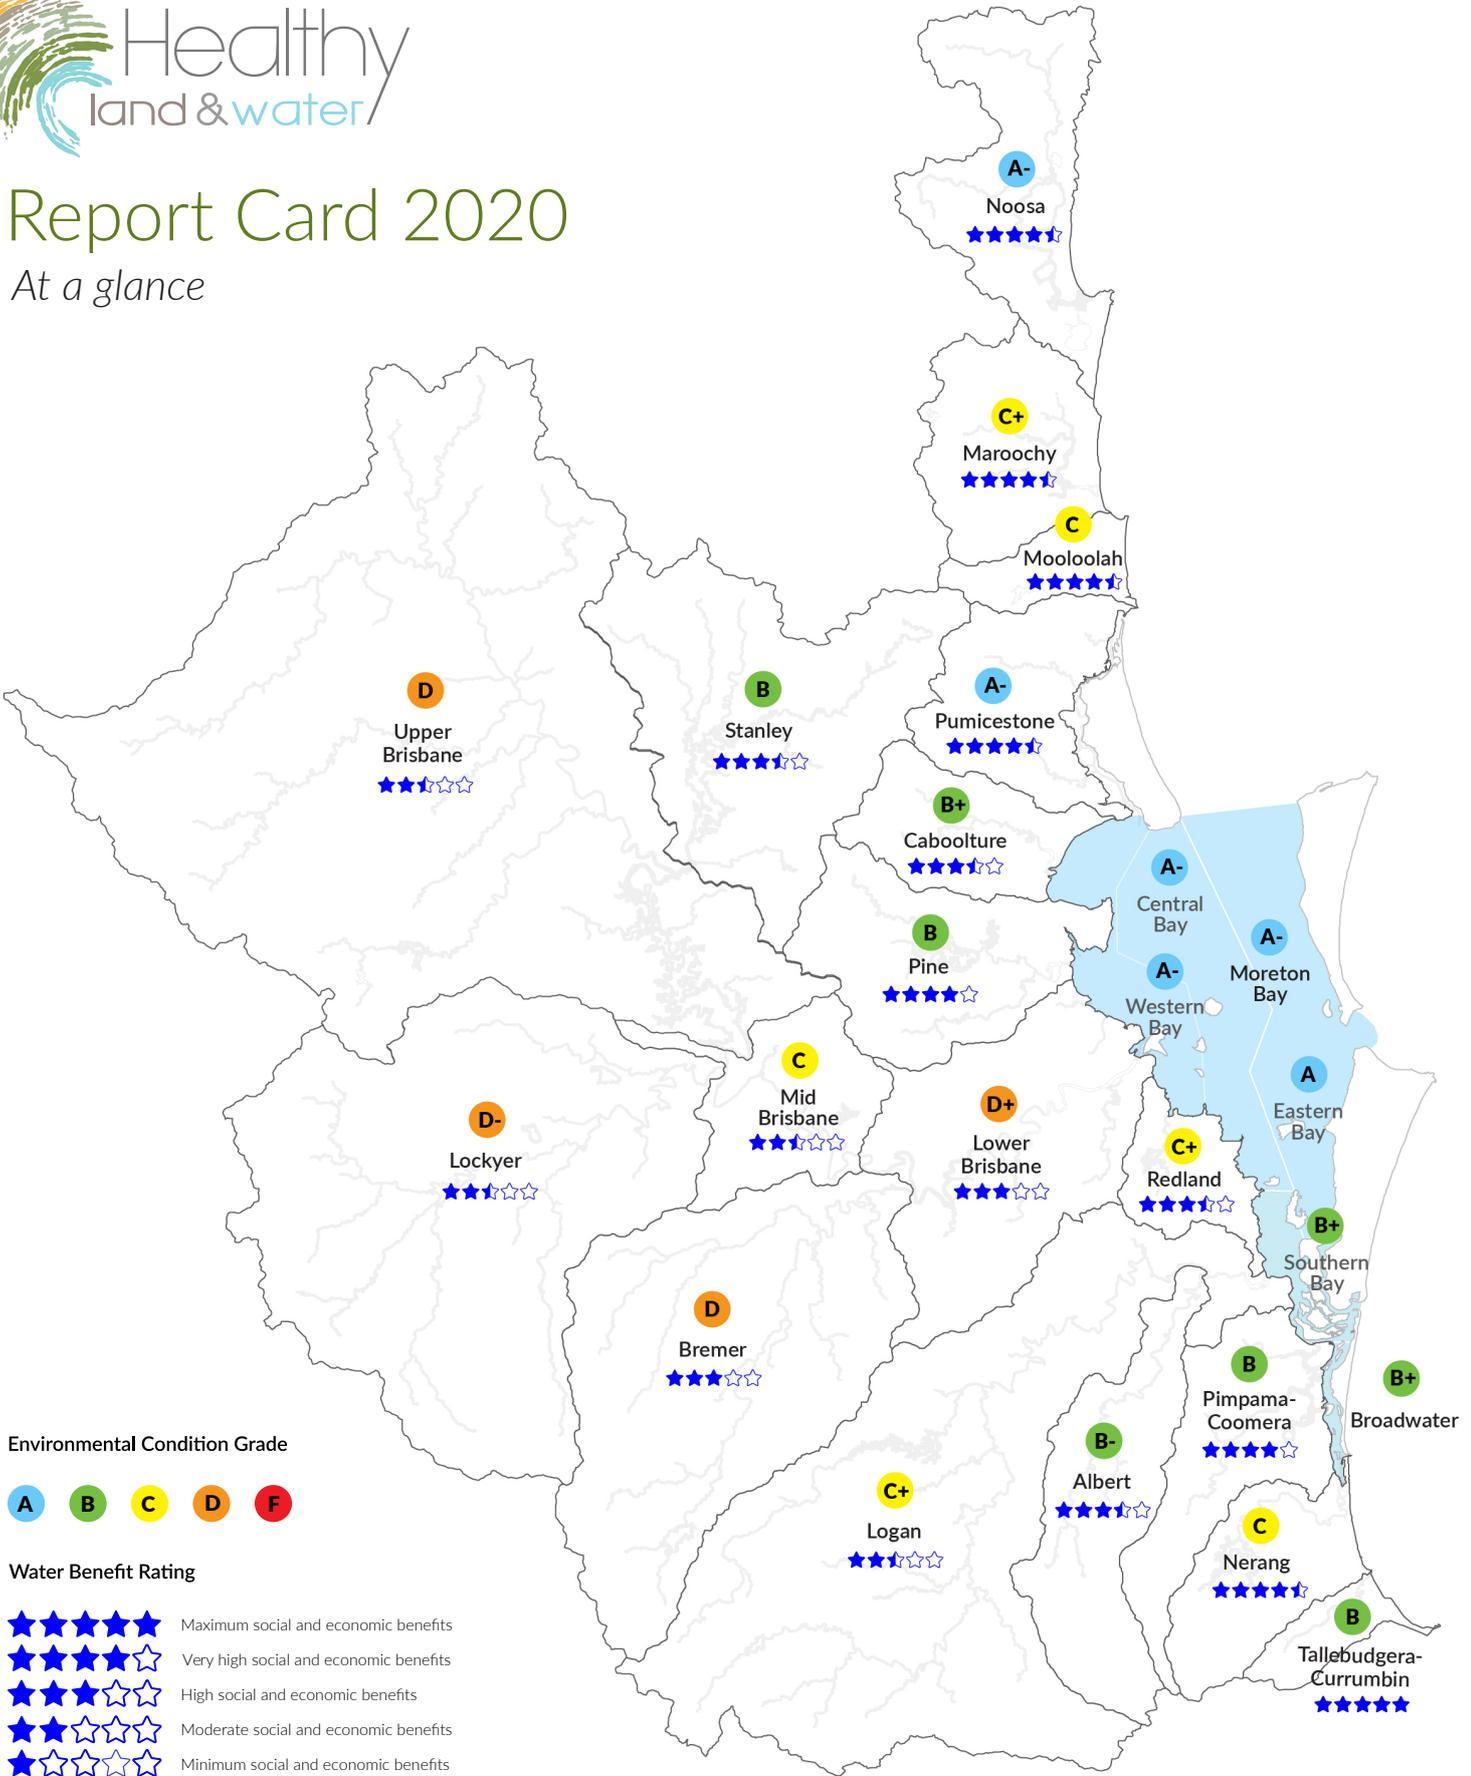 Healthy
land & water
Report Card 2020
At a glance
A-
Noosa
C+
Maroochy
C
Mooloolah
D
Upper
Brisbane
B
Stanley
A-
Pumicestone
B+
Caboolture
A-
Central
Bay
B
Pine
A-
Moreton
Bay
A-
Western
Bay
C
Mid
Brisbane
D-
Lockyer
D+
Lower
Brisbane
A
Eastern
Bay
C+
Redland
B+
Southern
Bay
D
Bremer
B
Pimpama-
Coomera
B+
Broadwater
B-
Albert
C+
Logan
C
Nerang
B
Tallebudgera-
Currumbin
Environmental Condition Grade
A B C D F
Water Benefit Rating
Maximum social and economic benefits
Very high social and economic benefits
High social and economic benefits
Moderate social and economic benefits
Minimum social and economic benefits